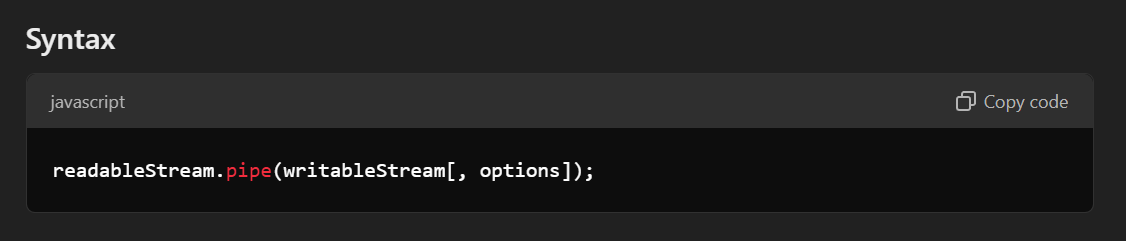 Syntax
javascript
Copy code
readableStream.pipe(writableStream[, options]);